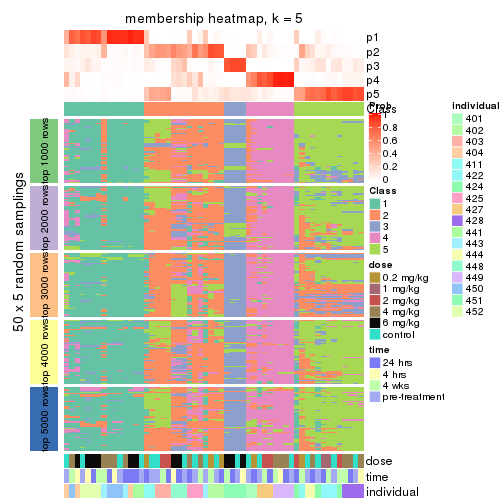 membership heatmap, k = 5
p1
p2
p3
p4
p5
Class
50 x 5 random samplings
top 1000 rows
top 2000 rows
top 3000 rows
top 4000 rows
top 5000 rows
dose
time
individual
Prob
1
0.8
0.6
0.4
0.2
0
Class
1
2
3
4
5
dose
0.2 mg/kg
1 mg/kg
2 mg/kg
4 mg/kg
6 mg/kg
control
time
24 hrs
4 hrs
4 wks
pre-treatment
individual
401
402
403
404
411
422
424
425
427
428
441
443
444
448
449
450
451
452